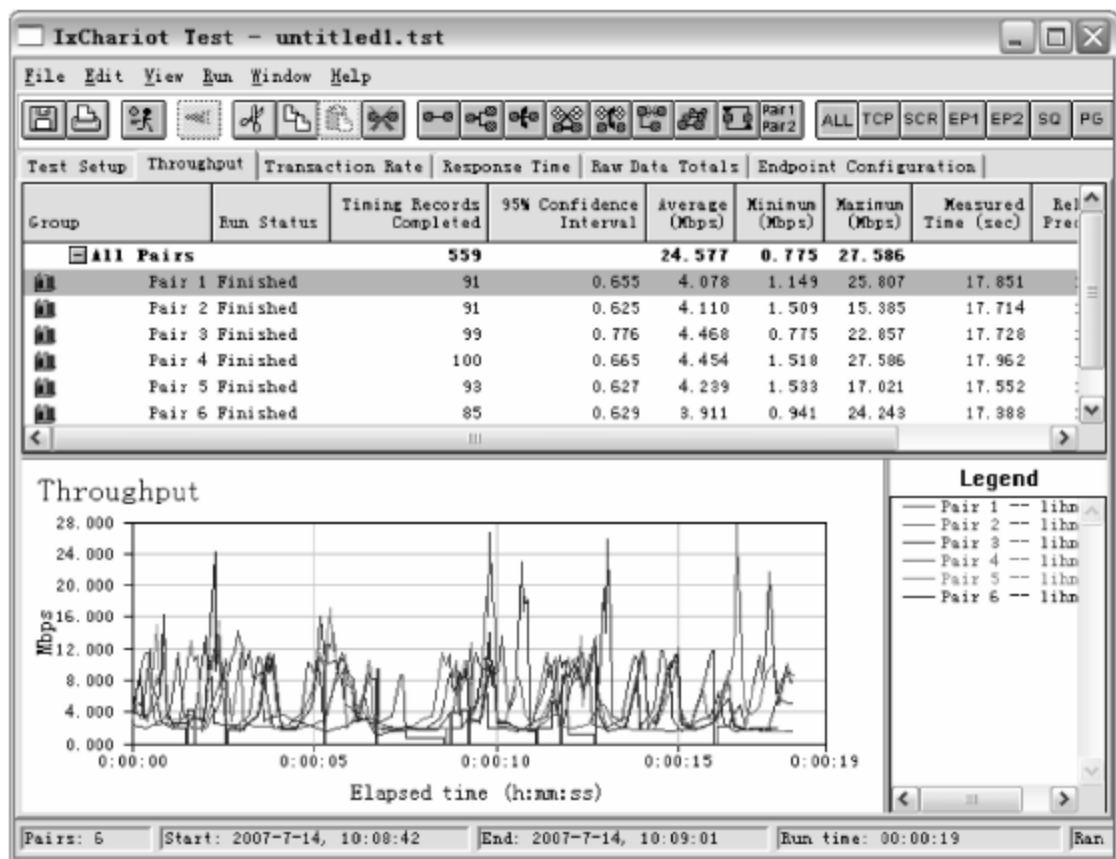 IxChariot Test - untitled1.tst
File Edit View Run Window Help
Pair1 Pair2 ALL TCP SCR EP1 EP2 SQ PG
Test Setup Throughput Transaction Rate Response Time Raw Data Totals Endpoint Configuration
Group Run Status Timing Records Completed 95% Confidence Interval Average (Mbps) Minimum (Mbps) Maximum (Mbps) Measured Time (sec)
All Pairs 559 24.577 0.775 27.586
Pair 1 Finished 91 0.655 4.078 1.149 25.807 17.851
Pair 2 Finished 91 0.625 4.110 1.509 15.385 17.714
Pair 3 Finished 99 0.776 4.468 0.775 22.857 17.728
Pair 4 Finished 100 0.665 4.454 1.518 27.586 17.962
Pair 5 Finished 93 0.627 4.239 1.533 17.021 17.552
Pair 6 Finished 85 0.629 3.911 0.941 24.243 17.388
Throughput
Mbps
28.000
24.000
20.000
16.000
12.000
8.000
4.000
0.000
0:00:00 0:00:05 0:00:10 0:00:15 0:00:19
Elapsed time (h:mm:ss)
Legend
Pair 1 -- lihn
Pair 2 -- lihn
Pair 3 -- lihn
Pair 4 -- lihn
Pair 5 -- lihn
Pair 6 -- lihn
Pairs: 6 Start: 2007-7-14, 10:08:42 End: 2007-7-14, 10:09:01 Run time: 00:00:19 Ran